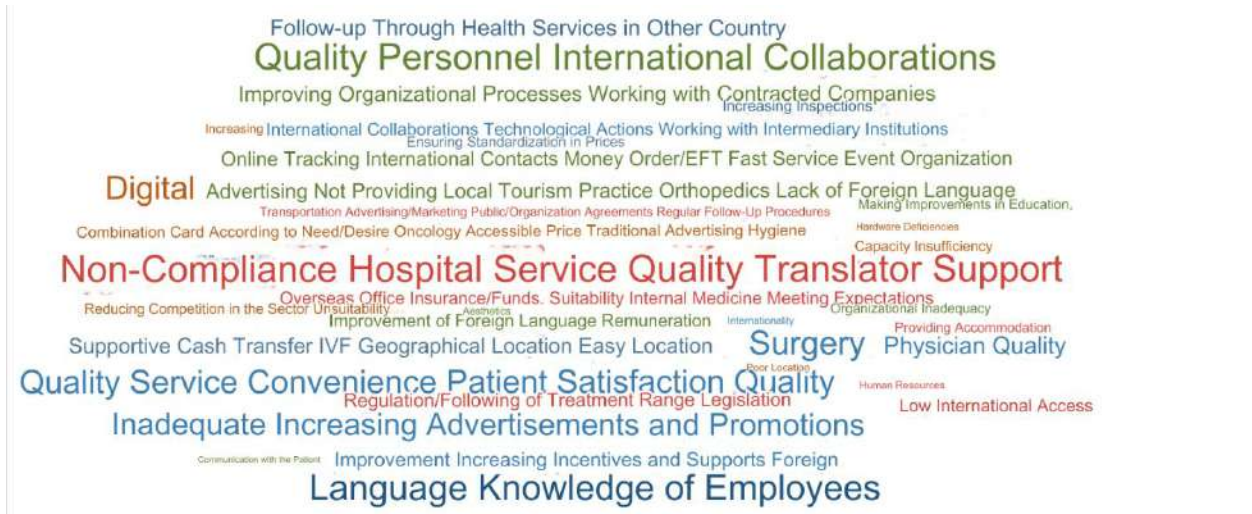 Follow-up Through Health Services in Other Country
Quality Personnel International Collaborations
Improving Organizational Processes Working with Contracted Companies
Increasing Inspections
Increasing International Collaborations Technological Actions Working with Intermediary Institutions
Ensuring Standardization in Prices
Online Tracking International Contacts Money Order/EFT Fast Service Event Organization
Digital Advertising Not Providing Local Tourism Practice Orthopedics Lack of Foreign Language
Making Improvements in Education,
Transportation Advertising/Marketing Public/Organization Agreements Regular Follow-Up Procedures
Hardware Deficiencies
Combination Card According to Need/Desire Oncology Accessible Price Traditional Advertising Hygiene
Capacity Insufficiency
Non-Compliance Hospital Service Quality Translator Support
Overseas Office Insurance/Funds. Suitability Internal Medicine Meeting Expectations
Reducing Competition in the Sector Unsuitability
Aesthetics
Organizational Inadequacy
Improvement of Foreign Language Remuneration
Internationality
Providing Accommodation
Supportive Cash Transfer IVF Geographical Location Easy Location
Surgery
Physician Quality
Poor Location
Quality Service Convenience Patient Satisfaction Quality
Human Resources
Regulation/Following of Treatment Range Legislation
Low International Access
Inadequate Increasing Advertisements and Promotions
Communication with the Patient
Improvement Increasing Incentives and Supports Foreign
Language Knowledge of Employees